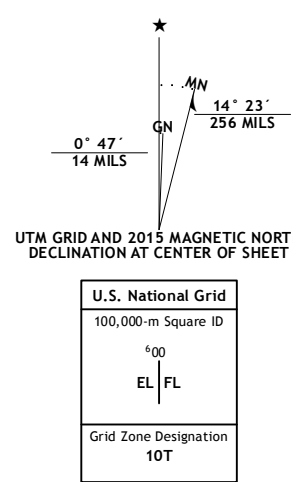 ★
MN
14° 23´
256 MILS
GN
0° 47´
14 MILS
UTM GRID AND 2015 MAGNETIC NORT
DECLINATION AT CENTER OF SHEET
U.S. National Grid
100,000-m Square ID
⁶00
EL FL
Grid Zone Designation
10T